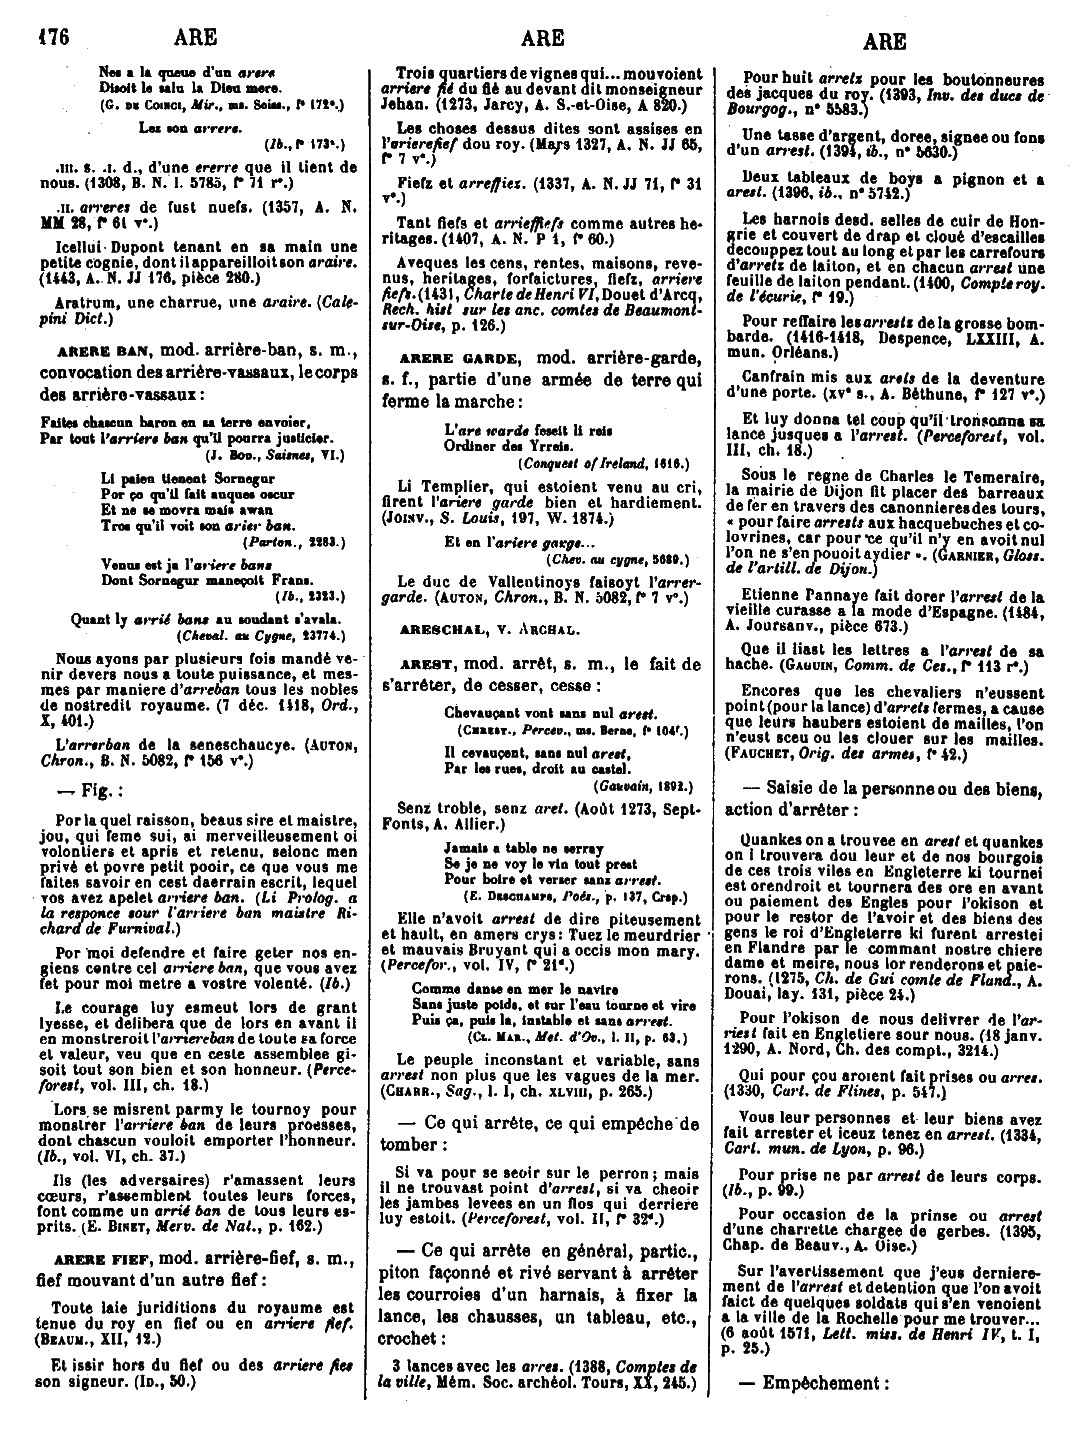 176 ARE ARE ARE
Nes a la queue d'un arere
Disoit le salu la Dieu mere.
(G. DE COINCI, Mir., ms. Soiss., f° 172ª.)
Lez son arrere.
(Ib., f° 173ª.)
.III. s. .I. d., d'une ererre que il tient de
nous. (1308, B. N. l. 5785, f° 71 r°.)
.II. arreres de fust nuefs. (1357, A. N.
MM 28, f° 61 v°.)
Icellui Dupont tenant en sa main une
petite cognie, dont il appareilloit son araire.
(1443, A. N. JJ 176, pièce 280.)
Aratrum, une charrue, une araire. (Cale-
pini Dict.)
ARERE BAN, mod. arrière-ban, s. m.,
convocation des arrière-vassaux, le corps
des arrière-vassaux :
Faites chascun baron en sa terre envoier,
Par tout l'arriere ban qu'il pourra justicier.
(J. BOD., Saisnes, VI.)
Li paien tienent Sornegur
Por ço qu'il fait auques oscur
Et ne se movra mais awan
Tros qu'il voit son arier ban.
(Parton., 2283.)
Venus est ja l'ariere bans
Dont Sornegur maneçoit Frans.
(Ib., 2323.)
Quant ly arrié bans au soudant s'avala.
(Cheval. au Cygne, 23774.)
Nous ayons par plusieurs fois mandé ve-
nir devers nous a toute puissance, et mes-
mes par maniere d'arreban tous les nobles
de nostredit royaume. (7 déc. 1418, Ord.,
X, 401.)
L'arrerban de la seneschaucye. (AUTON,
Chron., B. N. 5082, f° 156 v°.)
— Fig. :
Por la quel raisson, beaus sire et maistre,
jou, qui feme sui, ai merveilleusement oi
volontiers et apris et retenu, selonc men
privé et povre petit pooir, ce que vous me
faites savoir en cest daerrain escrit, lequel
vos avez apelet arriere ban. (Li Prolog. a
la responce sour l'arriere ban maistre Ri-
chard de Furnival.)
Por moi defendre et faire geter nos en-
giens contre cel arriere ban, que vous avez
fet pour moi metre a vostre volenté. (Ib.)
Le courage luy esmeut lors de grant
lyesse, et delibera que de lors en avant il
en monstreroit l'arriereban de toute sa force
et valeur, veu que en ceste assemblee gi-
soit tout son bien et son honneur. (Perce-
forest, vol. III, ch. 18.)
Lors se misrent parmy le tournoy pour
monstrer l'arriere ban de leurs proesses,
dont chascun vouloit emporter l'honneur.
(Ib., vol. VI, ch. 37.)
Ils (les adversaires) r'amassent leurs
cœurs, r'assemblent toutes leurs forces,
font comme un arrié ban de tous leurs es-
prits. (E. BINET, Merv. de Nat., p. 162.)
ARERE FIEF, mod. arrière-fief, s. m.,
fief mouvant d'un autre fief :
Toute laie juriditions du royaume est
tenue du roy en fief ou en arriere fief.
(BEAUM., XII, 12.)
Et issir hors du fief ou des arriere fies
son signeur. (ID., 50.)
Trois quartiers de vignes qui... mouvoient
arriere fié du fié au devant dit monseigneur
Jehan. (1273, Jarcy, A. S.-et-Oise, A 820.)
Les choses dessus dites sont assises en
l'arierefief dou roy. (Mars 1327, A. N. JJ 65,
f° 7 v°.)
Fiefz et arreffiez. (1337, A. N. JJ 71, f° 31
v°.)
Tant fiefs et arrieffiefs comme autres he-
ritages. (1407, A. N. P 1, f° 60.)
Aveques les cens, rentes, maisons, reve-
nus, heritages, forfaictures, fiefz, arriere
fiefs. (1431, Charte de Henri VI, Douet d'Arcq,
Rech. hist sur les anc. comtes de Beaumont-
sur-Oise, p. 126.)
ARERE GARDE, mod. arrière-garde,
s. f., partie d'une armée de terre qui
ferme la marche :
L'are warde feseit li reis
Ordiner des Yrreis.
(Conquest of Ireland, 1616.)
Li Templier, qui estoient venu au cri,
firent l'ariere garde bien et hardiement.
(JOINV., S. Louis, 197, W. 1874.)
Et en l'ariere garge...
(Chev. au cygne, 5689.)
Le duc de Vallentinoys faisoyt l'arrer-
garde. (AUTON, Chron., B. N. 5082, f° 7 v°.)
ARESCHAL, V. ARCHAL.
AREST, mod. arrêt, s. m., le fait de
s'arrêter, de cesser, cesse :
Chevauçant vont sans nul arest.
(CHREST., Percev., ms. Berne, f° 104ᶠ.)
Il cevauçent, sans nul arest,
Par les rues, droit au castel.
(Gauvain, 1892.)
Senz troble, senz aret. (Août 1273, Sept-
Fonts, A. Allier.)
Jamais a table ne serray
Se je ne voy le vin tout prest
Pour boire et verser sanz arrest.
(E. DESCHAMPS, Poés., p. 137, Crap.)
Elle n'avoit arrest de dire piteusement
et hault, en amers crys: Tuez le meurdrier
et mauvais Bruyant qui a occis mon mary.
(Percefor., vol. IV, f° 21ᵈ.)
Comme danse en mer le navire
Sans juste poids, et sur l'eau tourne et vire
Puis ça, puis la, instable et sans arrest.
(CL. MAR., Met. d'Ov., l. II, p. 63.)
Le peuple inconstant et variable, sans
arrest non plus que les vagues de la mer.
(CHARR., Sag., l. I, ch. XLVIII, p. 265.)
— Ce qui arrête, ce qui empêche de
tomber :
Si va pour se seoir sur le perron ; mais
il ne trouvast point d'arrest, si va cheoir
les jambes levees en un flos qui derriere
luy estoit. (Perceforest, vol. II, f° 32ᵈ.)
— Ce qui arrête en général, partic.,
piton façonné et rivé servant à arrêter
les courroies d'un harnais, à fixer la
lance, les chausses, un tableau, etc.,
crochet :
3 lances avec les arres. (1388, Comptes de
la ville, Mém. Soc. archéol. Tours, XX, 245.)
Pour huit arretz pour les boutonneures
des jacques du roy. (1393, Inv. des ducs de
Bourgog., n° 5583.)
Une tasse d'argent, doree, signee ou fons
d'un arrest. (1394, ib., n° 5630.)
Deux tableaux de boys a pignon et a
arest. (1396, ib., n° 5742.)
Les harnois desd. selles de cuir de Hon-
grie et couvert de drap et cloué d'escailles
decouppez tout au long et par les carrefours
d'arretz de laiton, et en chacun arrest une
feuille de laiton pendant. (1400, Compte roy.
de l'écurie, f° 19.)
Pour reffaire les arrests de la grosse bom-
barde. (1416-1418, Despence, LXXIII, A.
mun. Orléans.)
Canfrain mis aux arets de la deventure
d'une porte. (XV° s., A. Béthune, f° 127 v°.)
Et luy donna tel coup qu'il tronsonna sa
lance jusques a l'arrest. (Perceforest, vol.
III, ch. 18.)
Sous le regne de Charles le Temeraire,
la mairie de Dijon fit placer des barreaux
de fer en travers des canonnieres des tours,
« pour faire arrests aux hacquebuches et co-
lovrines, car pour ce qu'il n'y en avoit nul
l'on ne s'en pouoit aydier ». (GARNIER, Gloss.
de l'artill. de Dijon.)
Etienne Pannaye fait dorer l'arrest de la
vieille curasse a la mode d'Espagne. (1484,
A. Joursanv., pièce 673.)
Que il liast les lettres a l'arrest de sa
hache. (GAGUIN, Comm. de Ces., f° 113 r°.)
Encores que les chevaliers n'eussent
point (pour la lance) d'arrets fermes, a cause
que leurs haubers estoient de mailles, l'on
n'eust sceu ou les clouer sur les mailles.
(FAUCHET, Orig. des armes, f° 42.)
— Saisie de la personne ou des biens,
action d'arrêter :
Quankes on a trouvee en arest et quankes
on i trouvera dou leur et de nos bourgois
de ces trois viles en Engleterre ki tournei
est orendroit et tournera des ore en avant
ou paiement des Engles pour l'okison et
pour le restor de l'avoir et des biens des
gens le roi d'Engleterre ki furent arrestei
en Flandre par le commant nostre chiere
dame et meire, nous lor renderons et paie-
rons. (1275, Ch. de Gui comte de Fland., A.
Douai, lay. 131, pièce 24.)
Pour l'okison de nous delivrer de l'ar-
riest fait en Engletiere sour nous. (18 janv.
1290, A. Nord, Ch. des compt., 3214.)
Qui pour çou aroient fait prises ou arres.
(1330, Cart. de Flines, p. 547.)
Vous leur personnes et leur biens avez
fait arrester et iceuz tenez en arrest. (1334,
Cart. mun. de Lyon, p. 96.)
Pour prise ne par arrest de leurs corps.
(Ib., p. 99.)
Pour occasion de la prinse ou arrest
d'une charrette chargee de gerbes. (1395,
Chap. de Beauv., A. Oise.)
Sur l'avertissement que j'eus derniere-
ment de l'arrest et detention que l'on avoit
faict de quelques soldats qui s'en venoient
a la ville de la Rochelle pour me trouver...
(6 août 1571, Lett. miss. de Henri IV, t. I,
p. 25.)
— Empêchement :